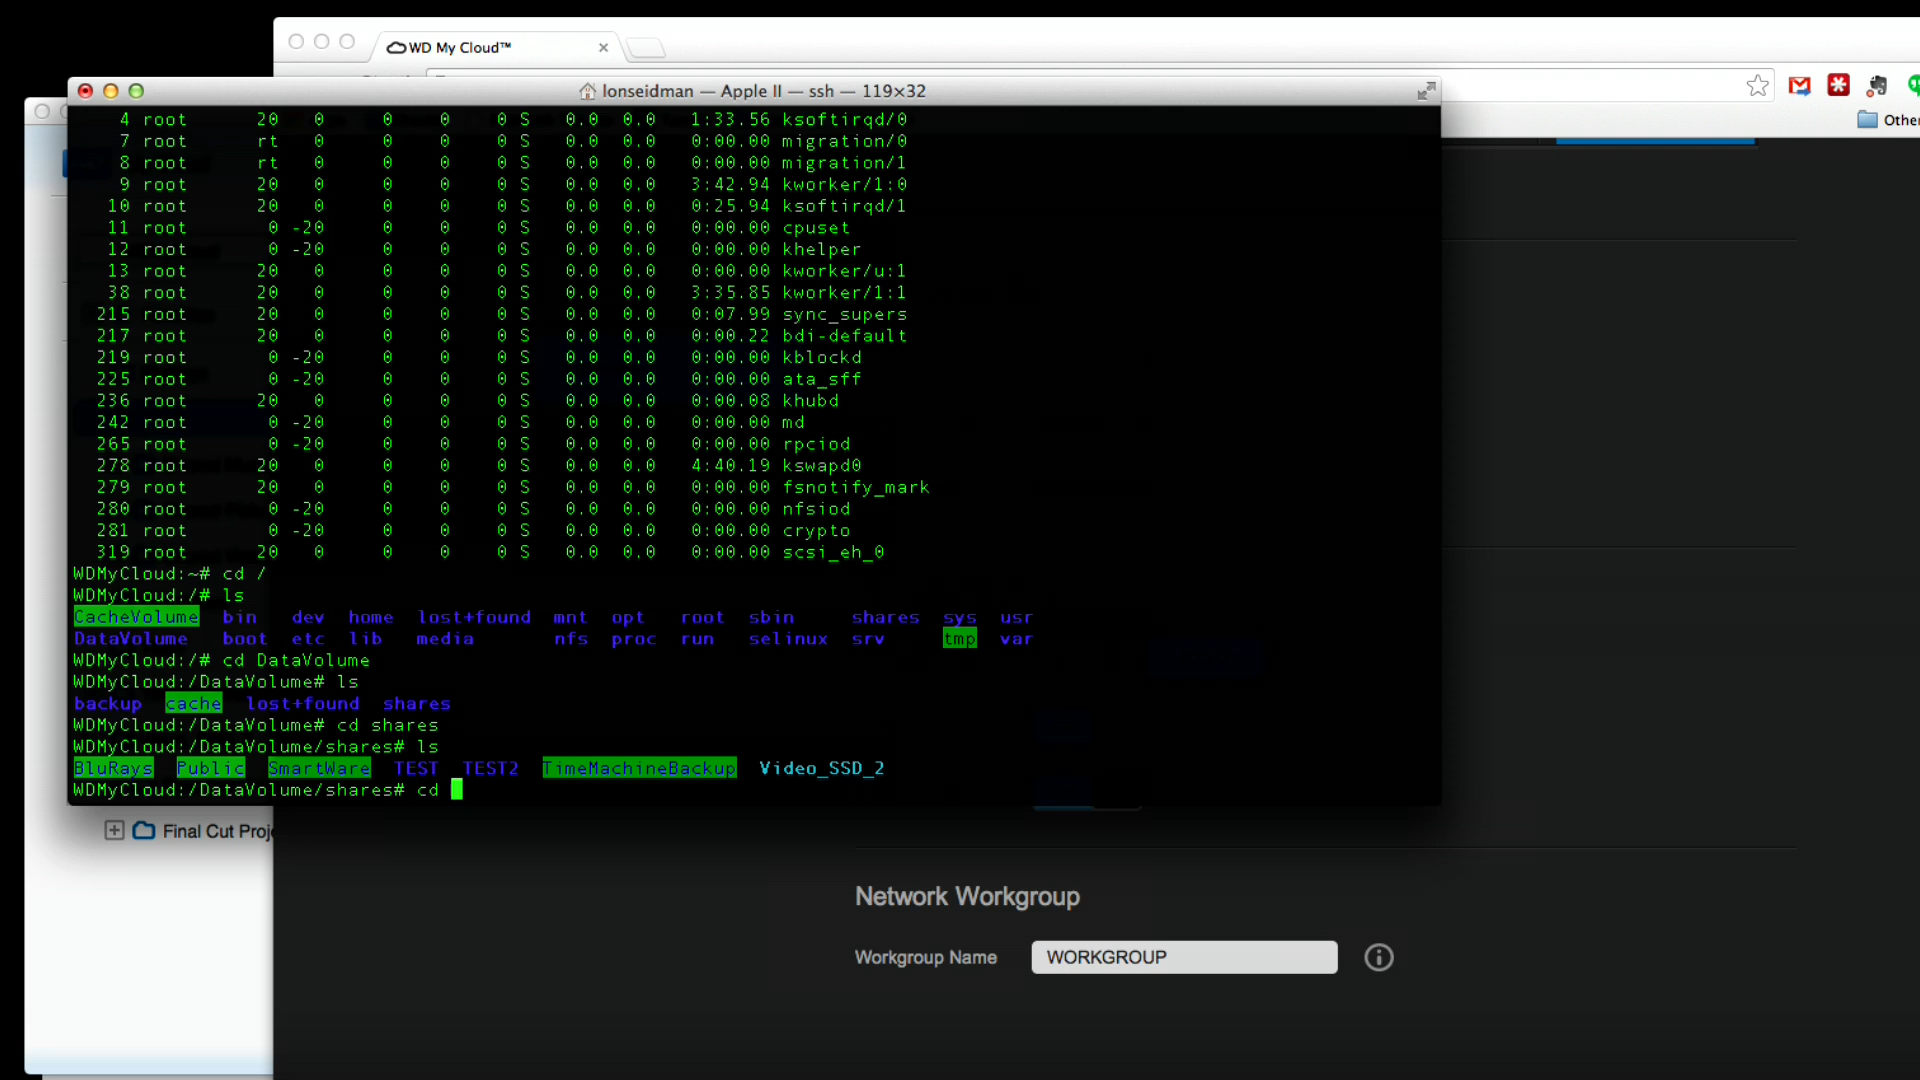 WD My Cloud™
lonseidman — Apple II — ssh — 119×32
Other
4 root 20 0 0 0 0 S 0.0 0.0 1:33.56 ksoftirqd/0
7 root rt 0 0 0 0 S 0.0 0.0 0:00.00 migration/0
8 root rt 0 0 0 0 S 0.0 0.0 0:00.00 migration/1
9 root 20 0 0 0 0 S 0.0 0.0 3:42.94 kworker/1:0
10 root 20 0 0 0 0 S 0.0 0.0 0:25.94 ksoftirqd/1
11 root 0 -20 0 0 0 S 0.0 0.0 0:00.00 cpuset
12 root 0 -20 0 0 0 S 0.0 0.0 0:00.00 khelper
13 root 20 0 0 0 0 S 0.0 0.0 0:00.00 kworker/u:1
38 root 20 0 0 0 0 S 0.0 0.0 3:35.85 kworker/1:1
215 root 20 0 0 0 0 S 0.0 0.0 0:07.99 sync_supers
217 root 20 0 0 0 0 S 0.0 0.0 0:00.22 bdi-default
219 root 0 -20 0 0 0 S 0.0 0.0 0:00.00 kblockd
225 root 0 -20 0 0 0 S 0.0 0.0 0:00.00 ata_sff
236 root 20 0 0 0 0 S 0.0 0.0 0:00.08 khubd
242 root 0 -20 0 0 0 S 0.0 0.0 0:00.00 md
265 root 0 -20 0 0 0 S 0.0 0.0 0:00.00 rpciod
278 root 20 0 0 0 0 S 0.0 0.0 4:40.19 kswapd0
279 root 20 0 0 0 0 S 0.0 0.0 0:00.00 fsnotify_mark
280 root 0 -20 0 0 0 S 0.0 0.0 0:00.00 nfsiod
281 root 0 -20 0 0 0 S 0.0 0.0 0:00.00 crypto
319 root 20 0 0 0 0 S 0.0 0.0 0:00.00 scsi_eh_0
WDMyCloud:~# cd /
WDMyCloud:/# ls
CacheVolume bin dev home lost+found mnt opt root sbin shares sys usr
DataVolume boot etc lib media nfs proc run selinux srv tmp var
WDMyCloud:/# cd DataVolume
WDMyCloud:/DataVolume# ls
backup cache lost+found shares
WDMyCloud:/DataVolume# cd shares
WDMyCloud:/DataVolume/shares# ls
BluRays Public SmartWare TEST TEST2 TimeMachineBackup Video_SSD_2
WDMyCloud:/DataVolume/shares# cd
Final Cut Proj
Network Workgroup
Workgroup Name WORKGROUP